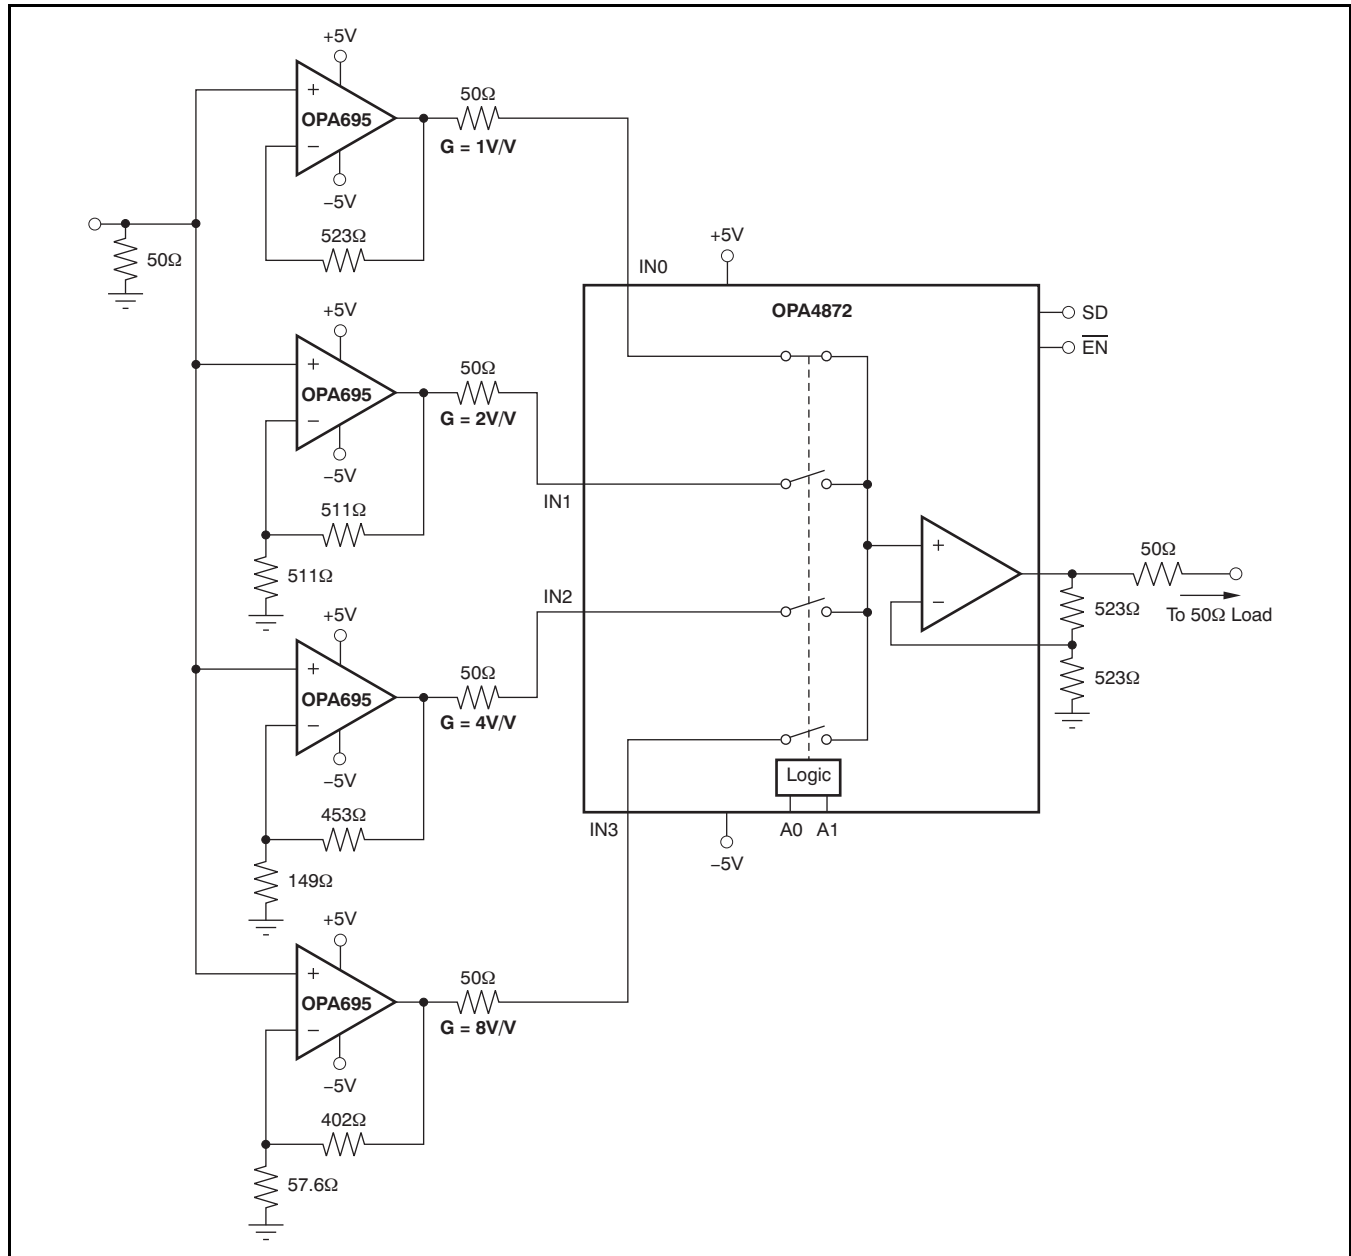 +5V
+
OPA695
−
−5V
50Ω
G = 1V/V
523Ω
50Ω
+5V
+
OPA695
−
−5V
50Ω
G = 2V/V
511Ω
511Ω
+5V
+
OPA695
−
−5V
50Ω
G = 4V/V
453Ω
149Ω
+5V
+
OPA695
−
−5V
50Ω
G = 8V/V
402Ω
57.6Ω
+5V
IN0
OPA4872
SD
EN
IN1
IN2
IN3
+
−
Logic
A0 A1
−5V
50Ω
To 50Ω Load
523Ω
523Ω